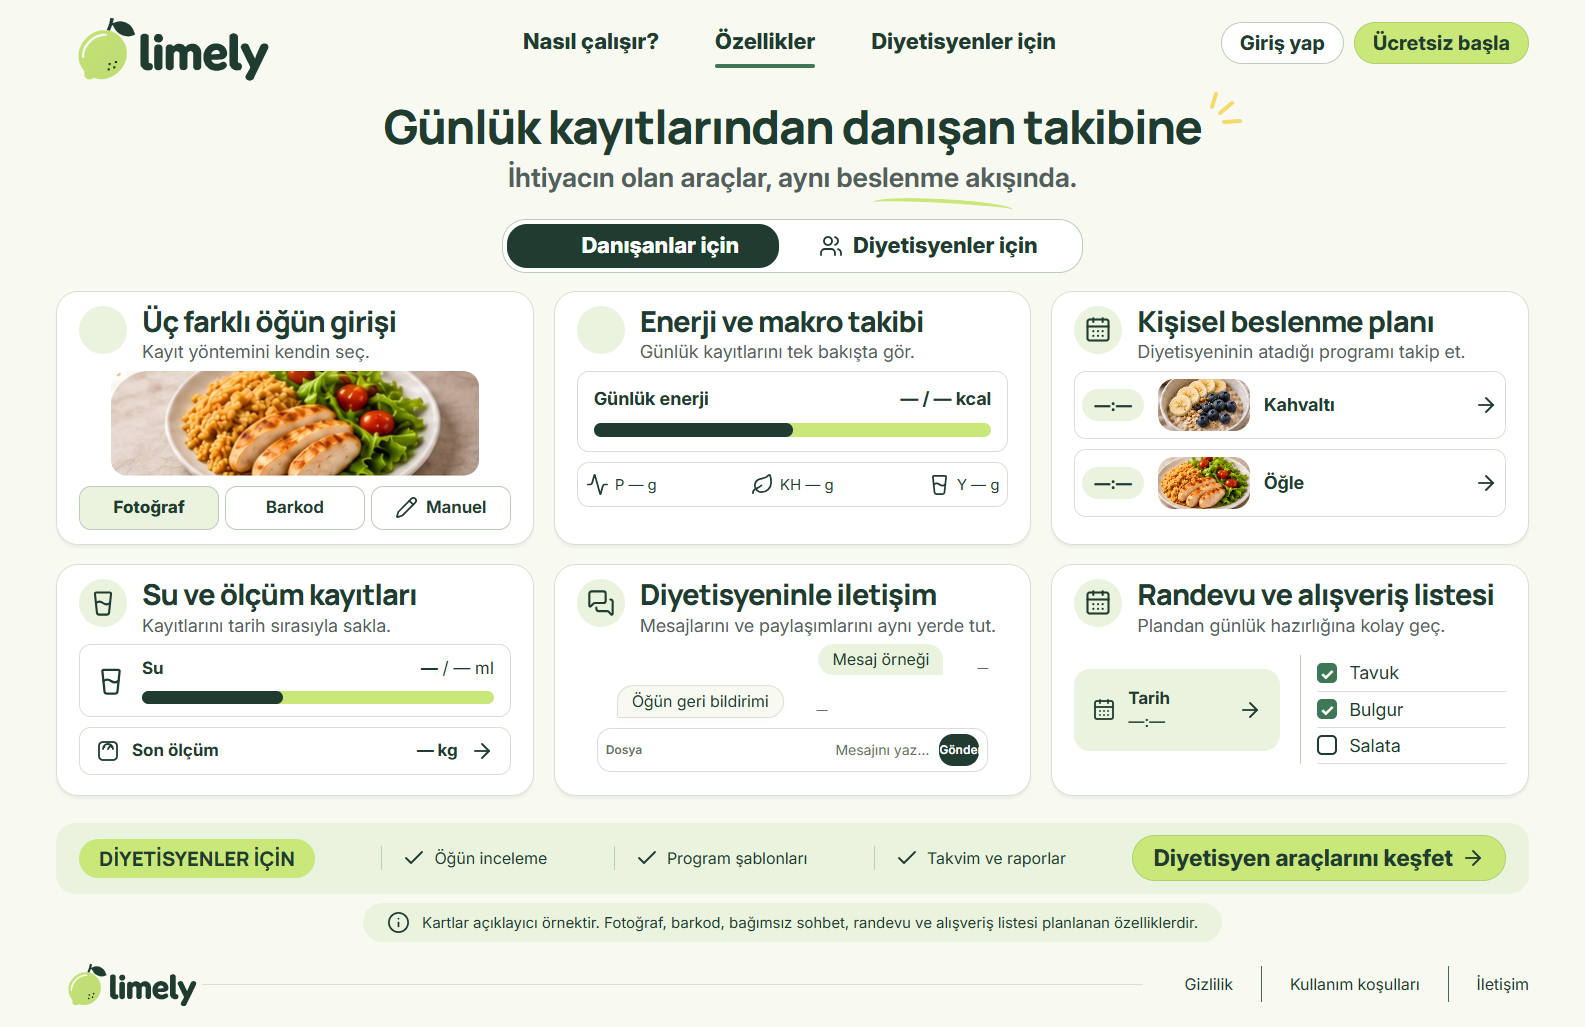 limely
Nasıl çalışır?
Özellikler
Diyetisyenler için
Giriş yap
Ücretsiz başla
Günlük kayıtlarından danışan takibine
İhtiyacın olan araçlar, aynı beslenme akışında.
Danışanlar için
Diyetisyenler için
Üç farklı öğün girişi
Kayıt yöntemini kendin seç.
Fotoğraf
Barkod
Manuel
Enerji ve makro takibi
Günlük kayıtlarını tek bakışta gör.
Günlük enerji
— / — kcal
P — g
KH — g
Y — g
Kişisel beslenme planı
Diyetisyeninin atadığı programı takip et.
—:—
Kahvaltı
—:—
Öğle
Su ve ölçüm kayıtları
Kayıtlarını tarih sırasıyla sakla.
Su
— / — ml
Son ölçüm
— kg
Diyetisyeninle iletişim
Mesajlarını ve paylaşımlarını aynı yerde tut.
Mesaj örneği
—
Öğün geri bildirimi
—
Dosya
Mesajını yaz...
Gönde
Randevu ve alışveriş listesi
Plandan günlük hazırlığına kolay geç.
Tarih
—:—
Tavuk
Bulgur
Salata
DİYETİSYENLER İÇİN
Öğün inceleme
Program şablonları
Takvim ve raporlar
Diyetisyen araçlarını keşfet
Kartlar açıklayıcı örnektir. Fotoğraf, barkod, bağımsız sohbet, randevu ve alışveriş listesi planlanan özelliklerdir.
limely
Gizlilik
Kullanım koşulları
İletişim